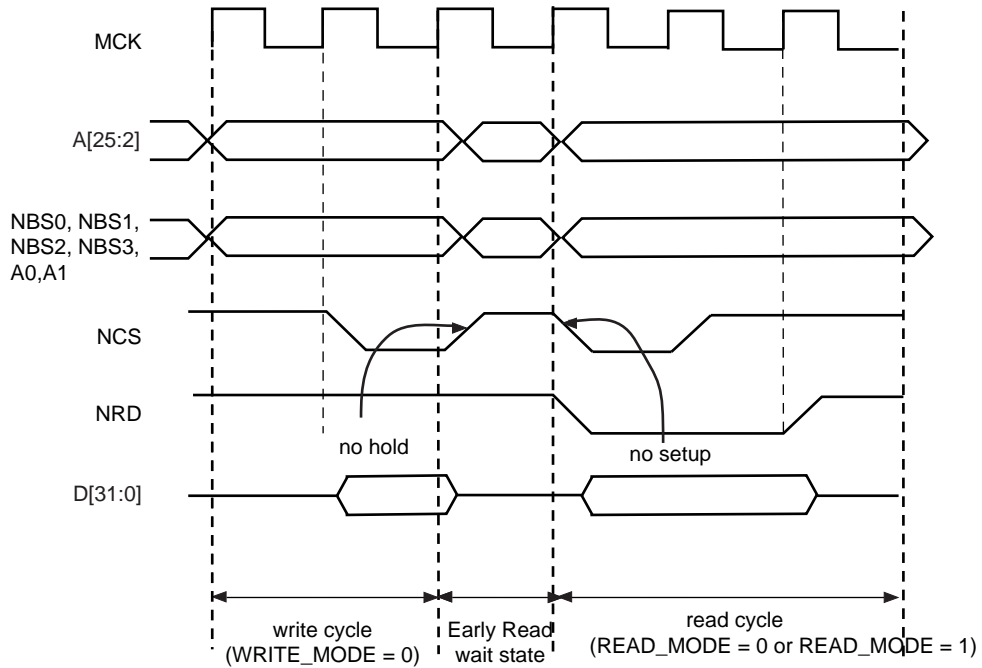 MCK
A[25:2]
NBS0, NBS1,
NBS2, NBS3,
A0,A1
NCS
NRD
no hold
no setup
D[31:0]
write cycle
(WRITE_MODE = 0)
Early Read
wait state
read cycle
(READ_MODE = 0 or READ_MODE = 1)